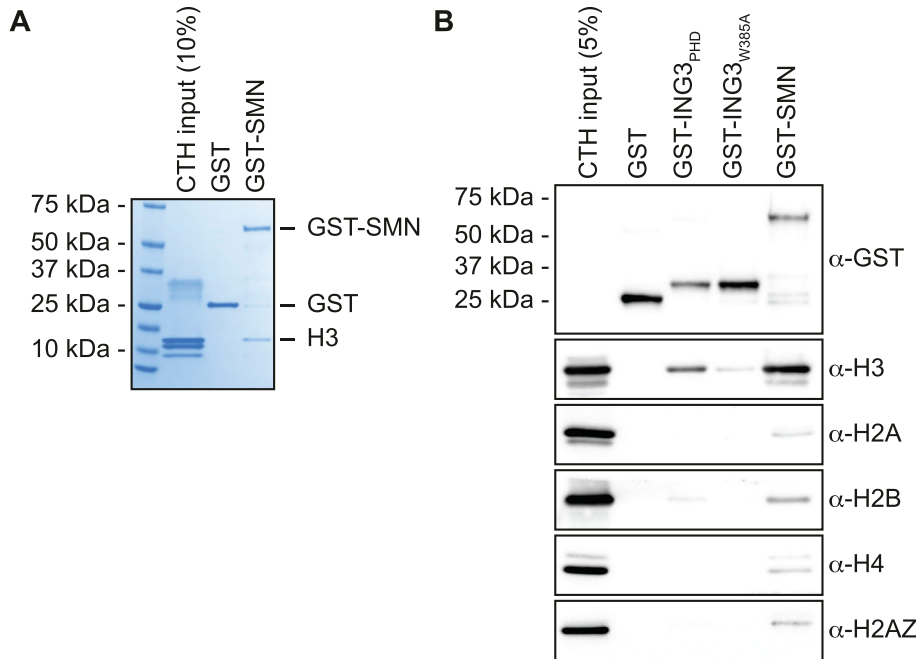 A
CTH input (10%)
GST
GST-SMN
75 kDa -
50 kDa -
37 kDa -
25 kDa -
10 kDa -
GST-SMN
GST
H3
B
CTH input (5%)
GST
GST-ING3PHD
GST-ING3W385A
GST-SMN
75 kDa -
50 kDa -
37 kDa -
25 kDa -
α-GST
α-H3
α-H2A
α-H2B
α-H4
α-H2AZ